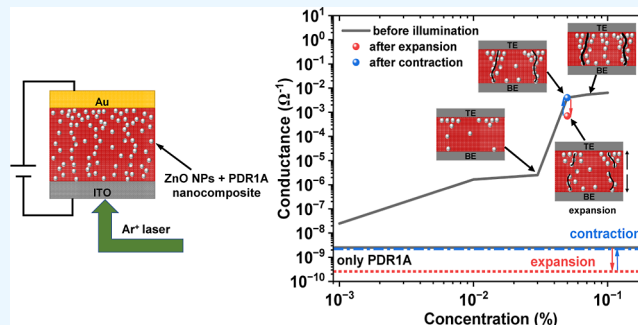 Au
ZnO NPs + PDR1A
nanocomposite
ITO
Ar⁺ laser
Conductance (Ω⁻¹)
10¹
10⁰
10⁻¹
10⁻²
10⁻³
10⁻⁴
10⁻⁵
10⁻⁶
10⁻⁷
10⁻⁸
10⁻⁹
10⁻¹⁰
before illumination
after expansion
after contraction
TE
BE
TE
BE
TE
BE
TE
BE
expansion
contraction
only PDR1A
expansion
10⁻³
10⁻²
10⁻¹
Concentration (%)